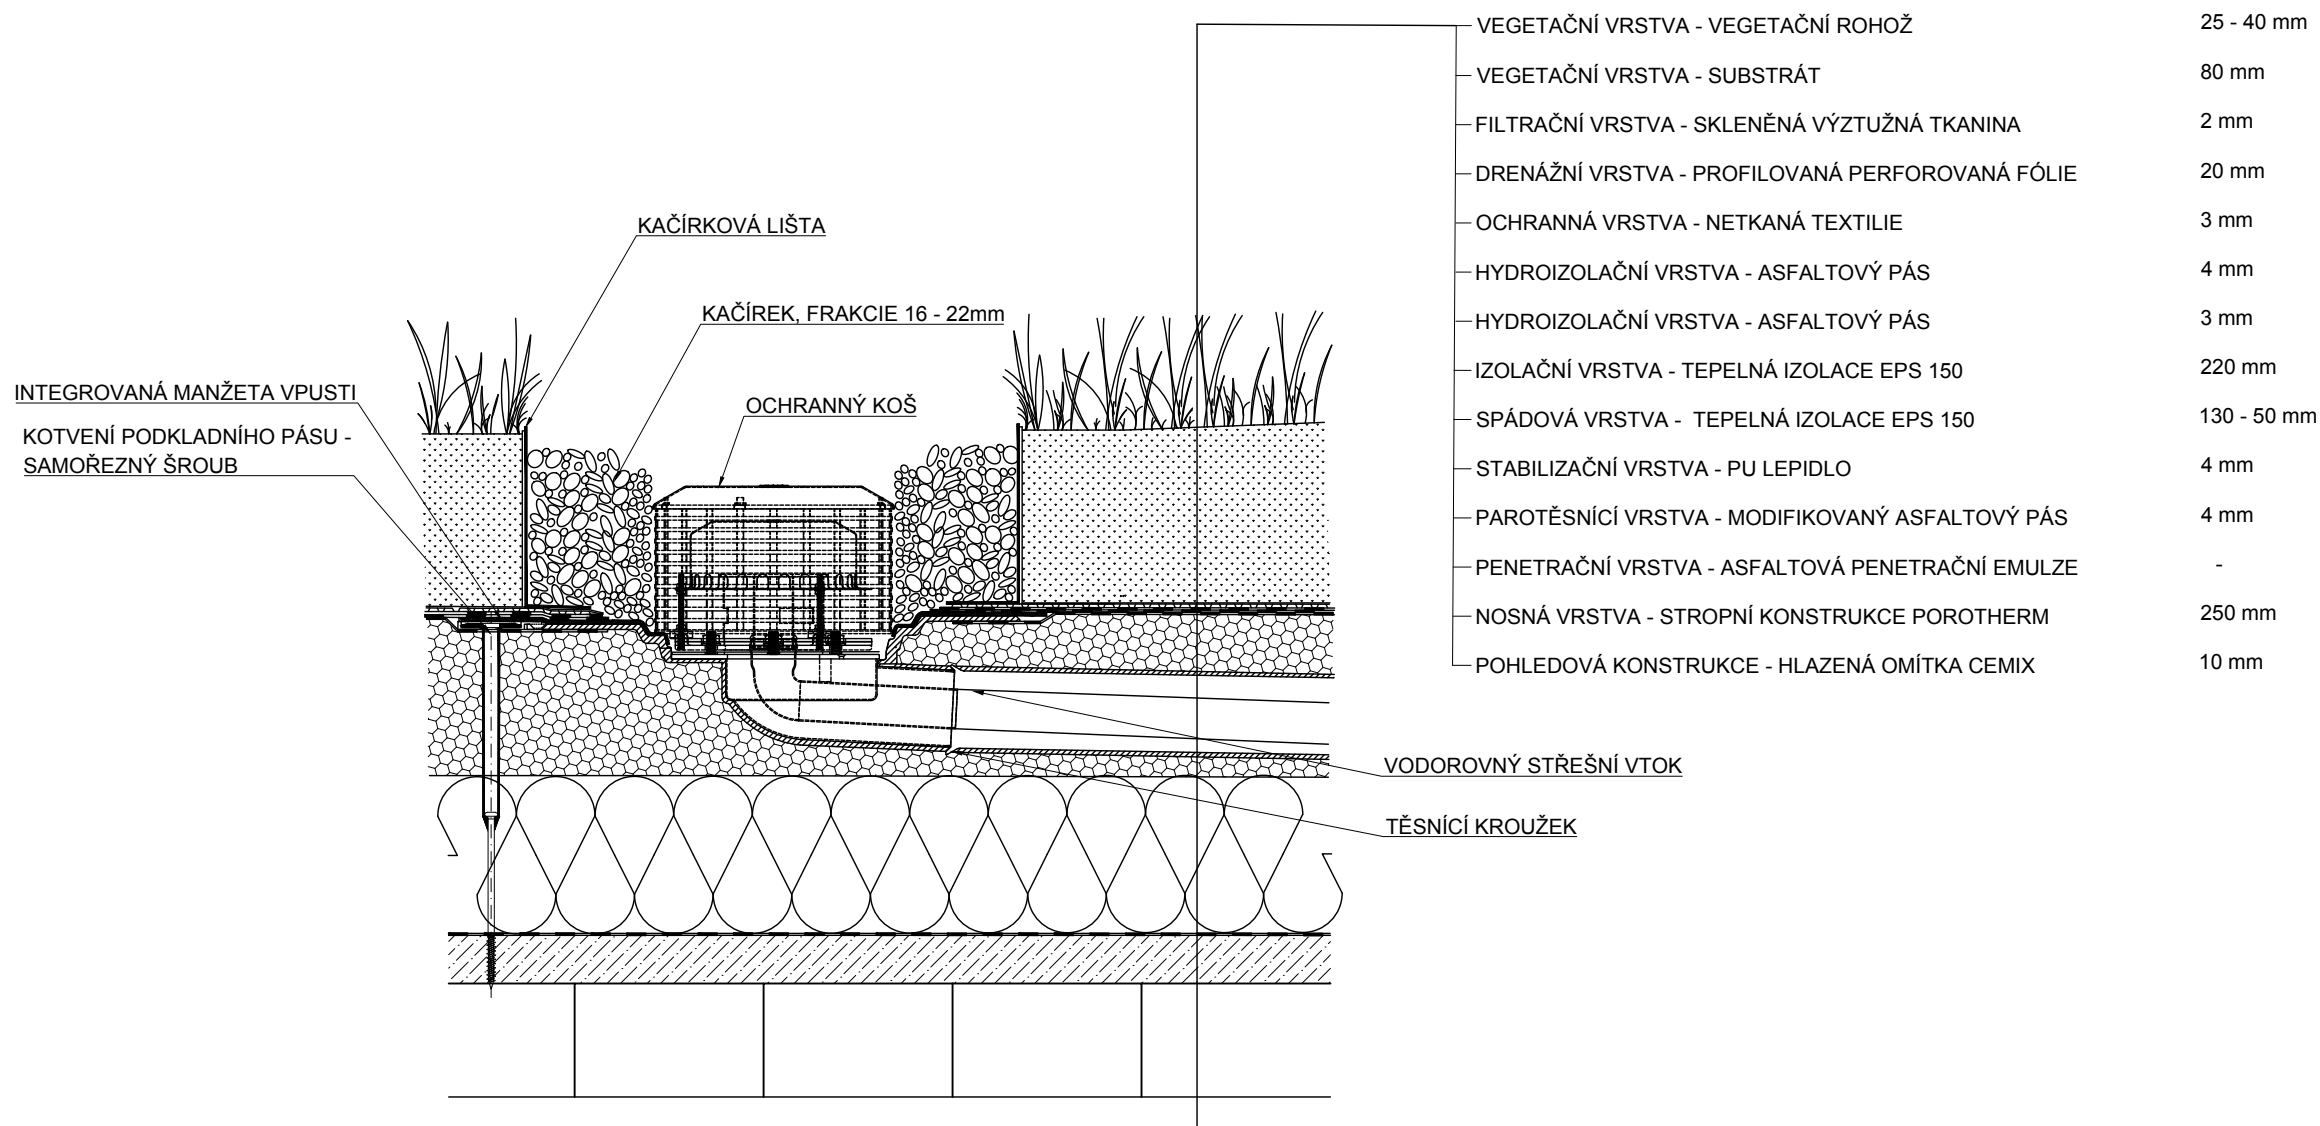 VEGETAČNÍ VRSTVA - VEGETAČNÍ ROHOŽ 25 - 40 mm
VEGETAČNÍ VRSTVA - SUBSTRÁT 80 mm
FILTRAČNÍ VRSTVA - SKLENĚNÁ VÝZTUŽNÁ TKANINA 2 mm
DRENÁŽNÍ VRSTVA - PROFILOVANÁ PERFOROVANÁ FÓLIE 20 mm
OCHRANNÁ VRSTVA - NETKANÁ TEXTILIE 3 mm
HYDROIZOLAČNÍ VRSTVA - ASFALTOVÝ PÁS 4 mm
HYDROIZOLAČNÍ VRSTVA - ASFALTOVÝ PÁS 3 mm
IZOLAČNÍ VRSTVA - TEPELNÁ IZOLACE EPS 150 220 mm
SPÁDOVÁ VRSTVA - TEPELNÁ IZOLACE EPS 150 130 - 50 mm
STABILIZAČNÍ VRSTVA - PU LEPIDLO 4 mm
PAROTĚSNÍCÍ VRSTVA - MODIFIKOVANÝ ASFALTOVÝ PÁS 4 mm
PENETRAČNÍ VRSTVA - ASFALTOVÁ PENETRAČNÍ EMULZE -
NOSNÁ VRSTVA - STROPNÍ KONSTRUKCE POROTHERM 250 mm
POHLEDOVÁ KONSTRUKCE - HLAZENÁ OMÍTKA CEMIX 10 mm
KAČÍRKOVÁ LIŠTA
KAČÍREK, FRAKCIE 16 - 22mm
INTEGROVANÁ MANŽETA VPUSTI
OCHRANNÝ KOŠ
KOTVENÍ PODKLADNÍHO PÁSU -
SAMOŘEZNÝ ŠROUB
VODOROVNÝ STŘEŠNÍ VTOK
TĚSNÍCÍ KROUŽEK